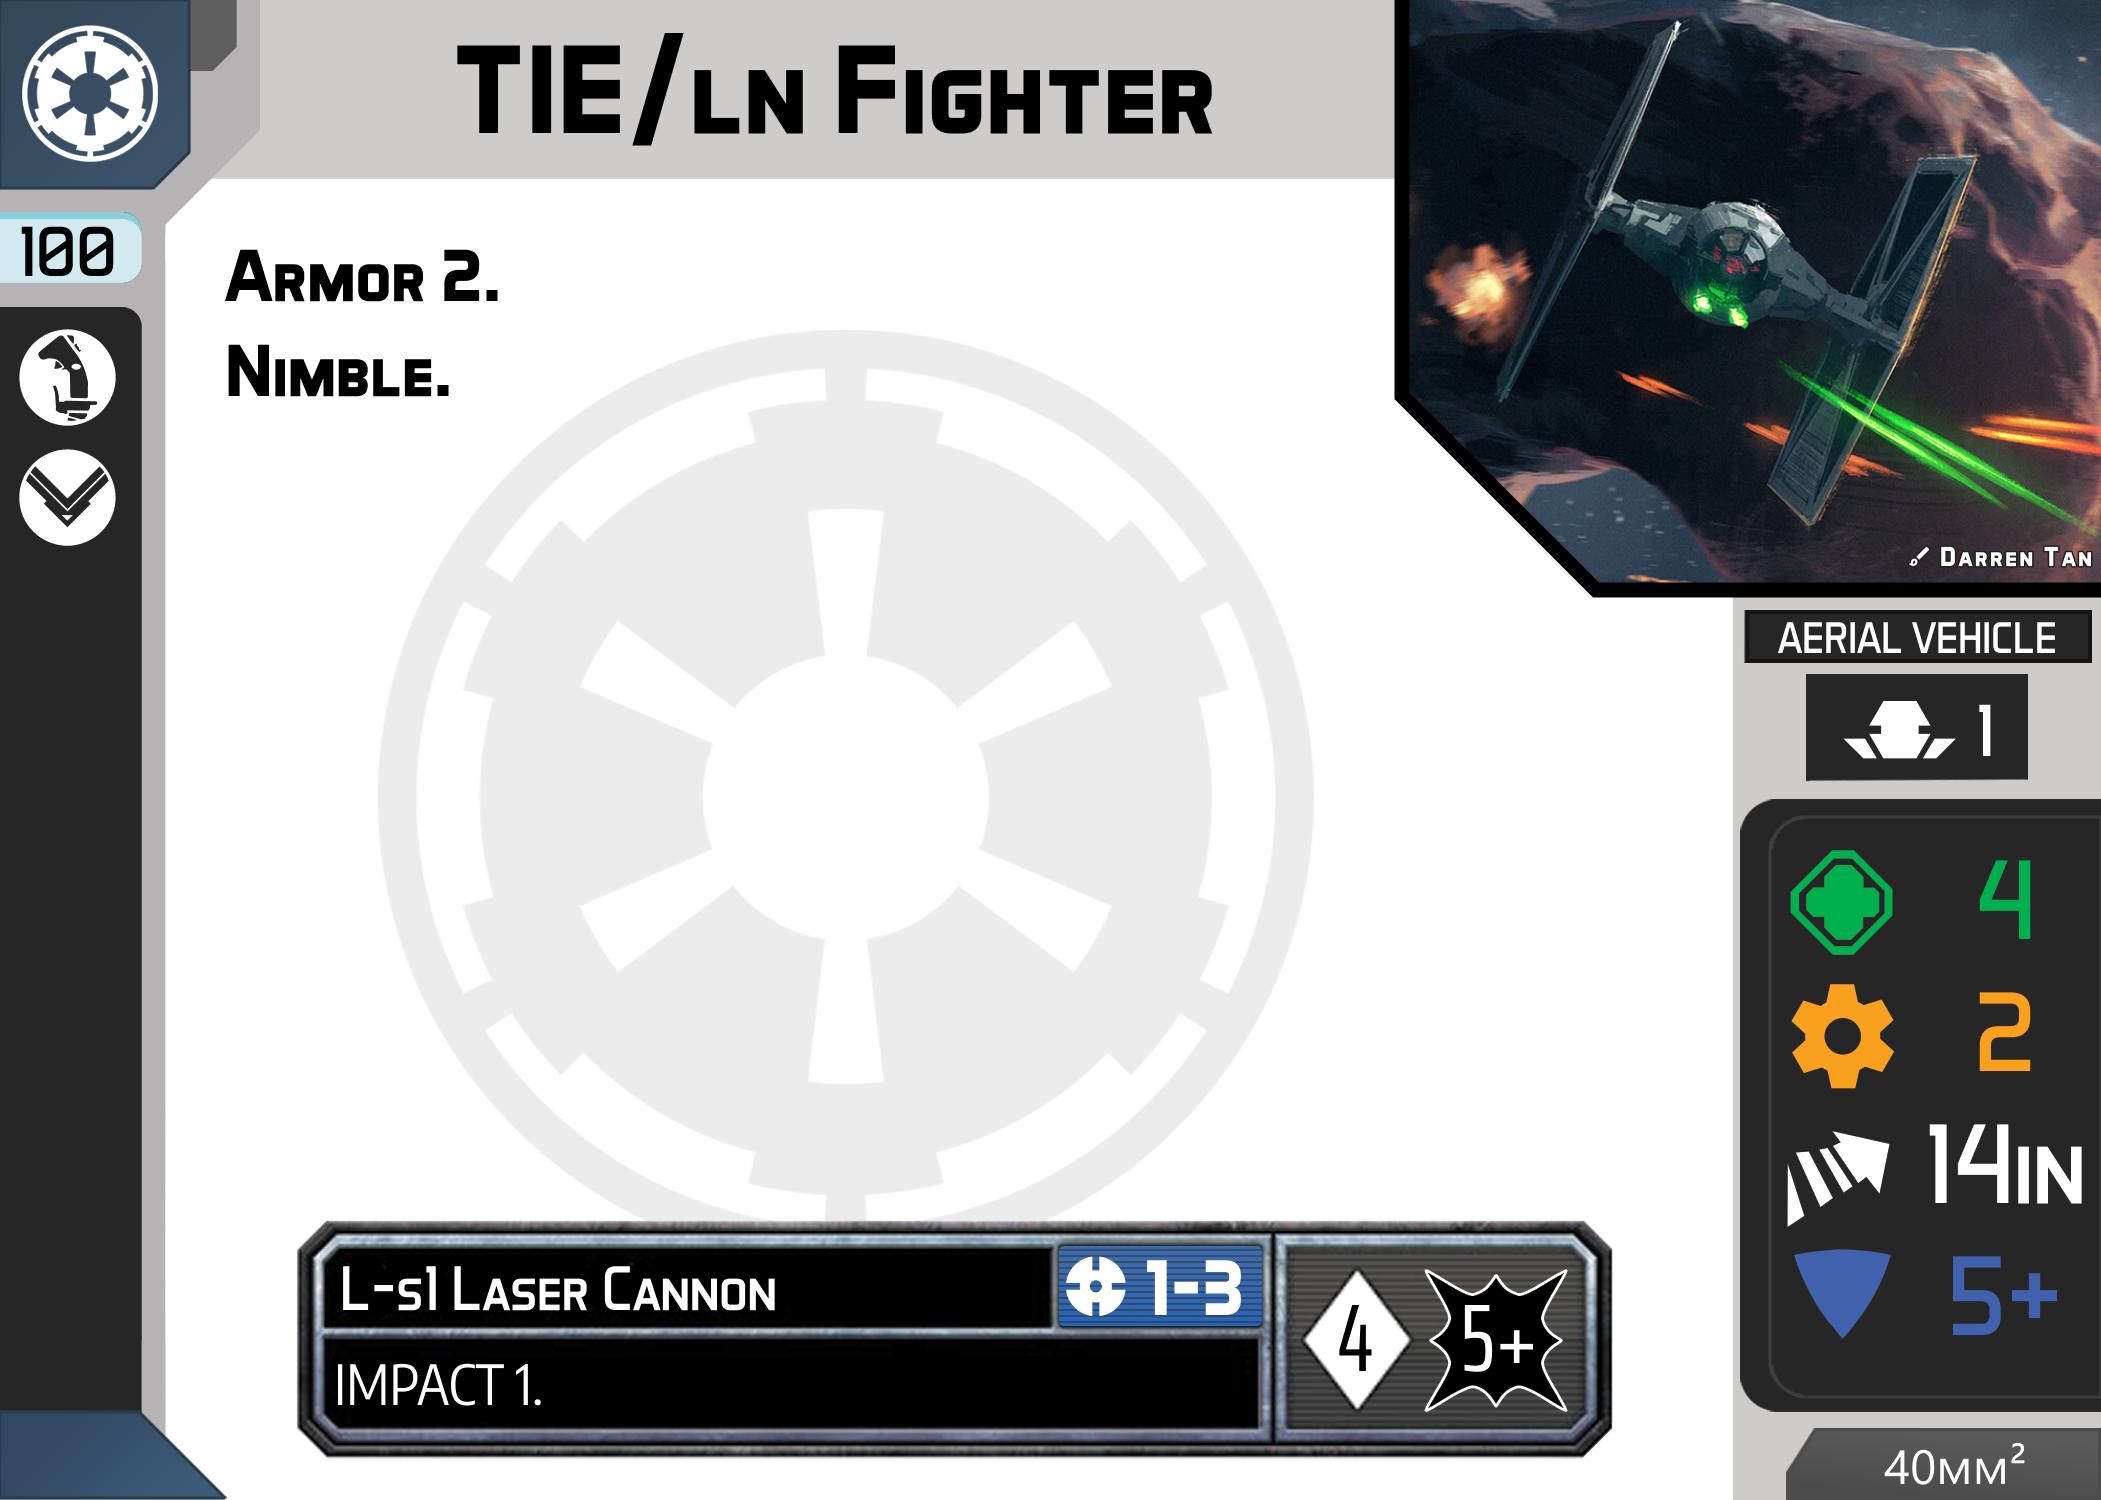 TIE/ln Fighter
100
Armor 2.
Nimble.
Darren Tan
AERIAL VEHICLE
1
4
2
14in
5+
L-s1 Laser Cannon
1-3
4
5+
IMPACT 1.
40mm²